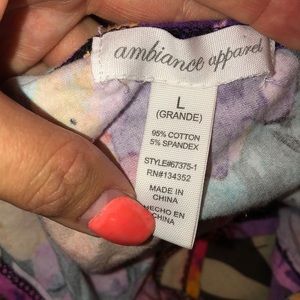 ambiance apparel
L
(GRANDE)
95% COTTON
5% SPANDEX
STYLE#67375-1
RN#134352
MADE IN
CHINA
HECHO EN
CHINA